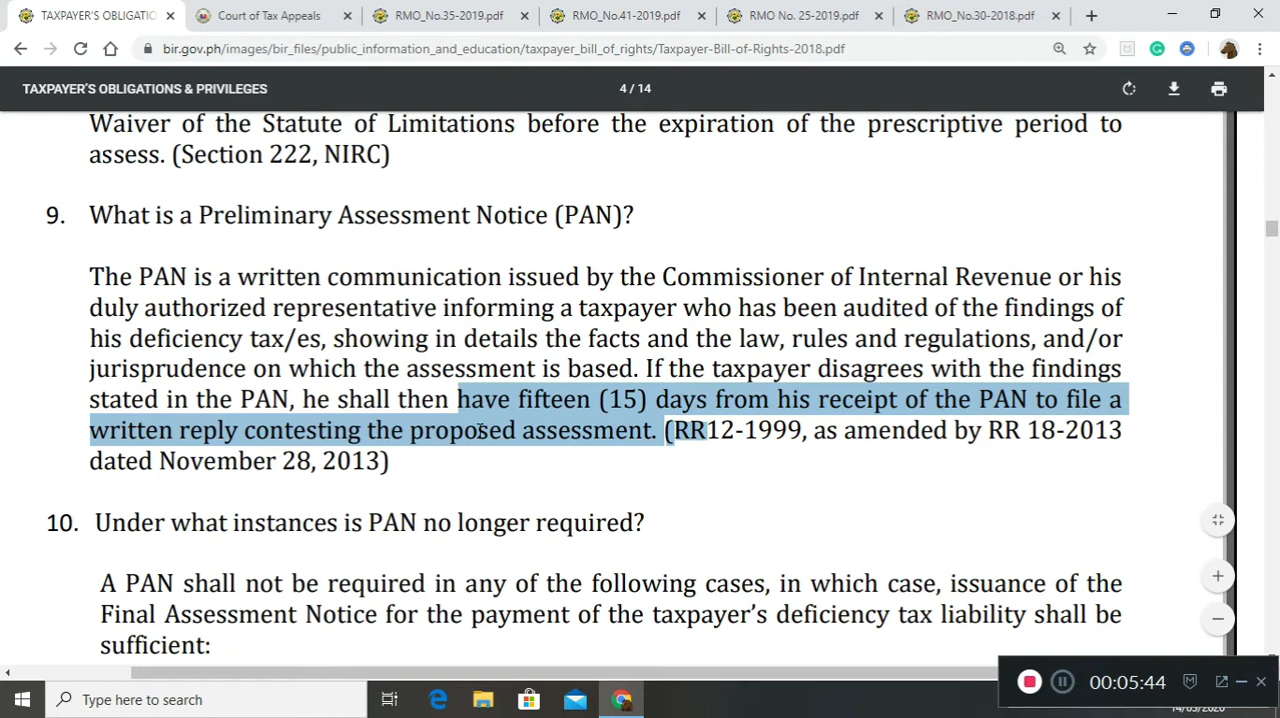 TAXPAYER'S OBLIGATIO
Court of Tax Appeals
RMO_No.35-2019.pdf
RMO_No.41-2019.pdf
RMO No. 25-2019.pdf
RMO_No.30-2018.pdf
bir.gov.ph/images/bir_files/public_information_and_education/taxpayer_bill_of_rights/Taxpayer-Bill-of-Rights-2018.pdf
TAXPAYER'S OBLIGATIONS & PRIVILEGES
4 / 14
Waiver of the Statute of Limitations before the expiration of the prescriptive period to
assess. (Section 222, NIRC)
9. What is a Preliminary Assessment Notice (PAN)?
The PAN is a written communication issued by the Commissioner of Internal Revenue or his
duly authorized representative informing a taxpayer who has been audited of the findings of
his deficiency tax/es, showing in details the facts and the law, rules and regulations, and/or
jurisprudence on which the assessment is based. If the taxpayer disagrees with the findings
stated in the PAN, he shall then have fifteen (15) days from his receipt of the PAN to file a
written reply contesting the proposed assessment. (RR12-1999, as amended by RR 18-2013
dated November 28, 2013)
10. Under what instances is PAN no longer required?
A PAN shall not be required in any of the following cases, in which case, issuance of the
Final Assessment Notice for the payment of the taxpayer's deficiency tax liability shall be
sufficient:
Type here to search
00:05:44
14/03/2020